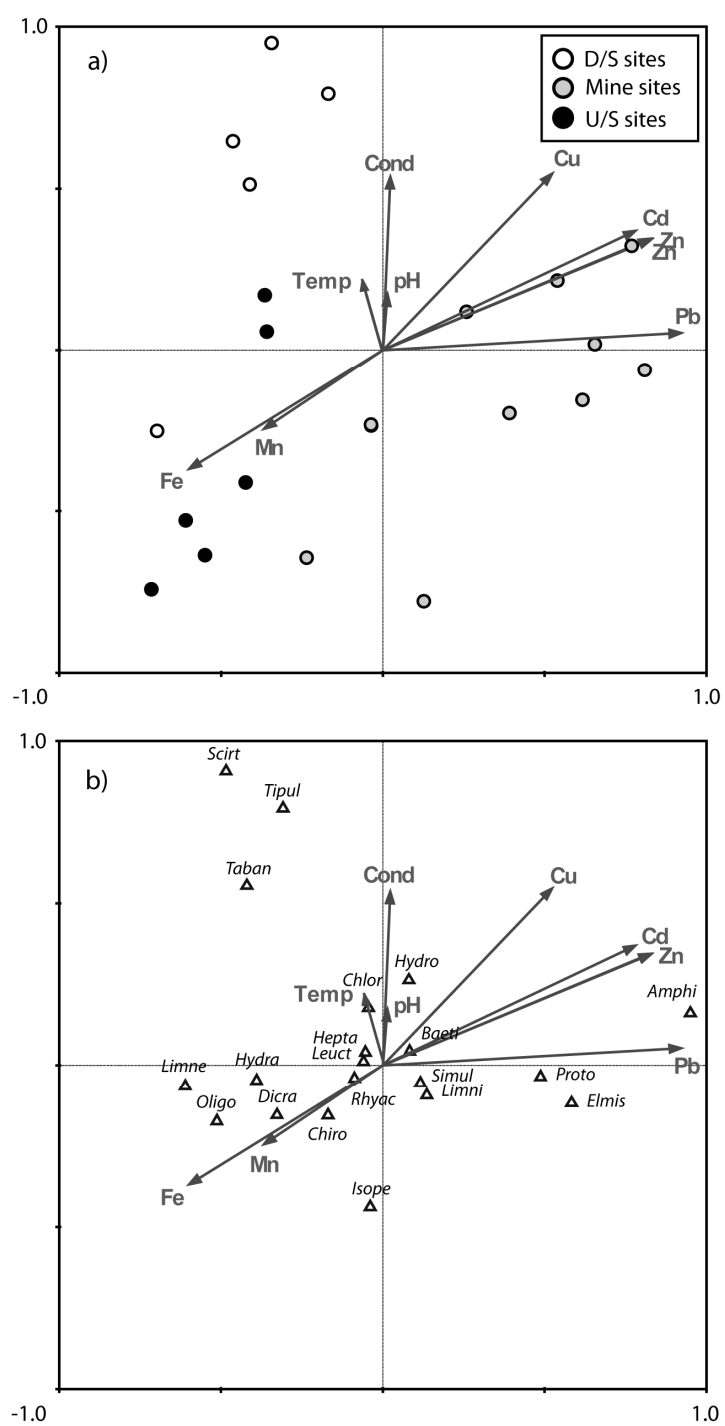 1.0
a)
D/S sites
Mine sites
U/S sites
Cond
Cu
Cd
Zn
Zn
Temp
pH
Pb
Mn
Fe
-1.0
1.0
1.0
b)
Scirt
Tipul
Taban
Cond
Cu
Cd
Zn
Hydro
Chlor
Temp
pH
Amphi
Hepta
Baeti
Leuct
Limne
Hydra
Pb
Simul
Proto
Oligo
Dicra
Rhyac
Limni
Elmis
Chiro
Mn
Fe
Isope
-1.0
1.0